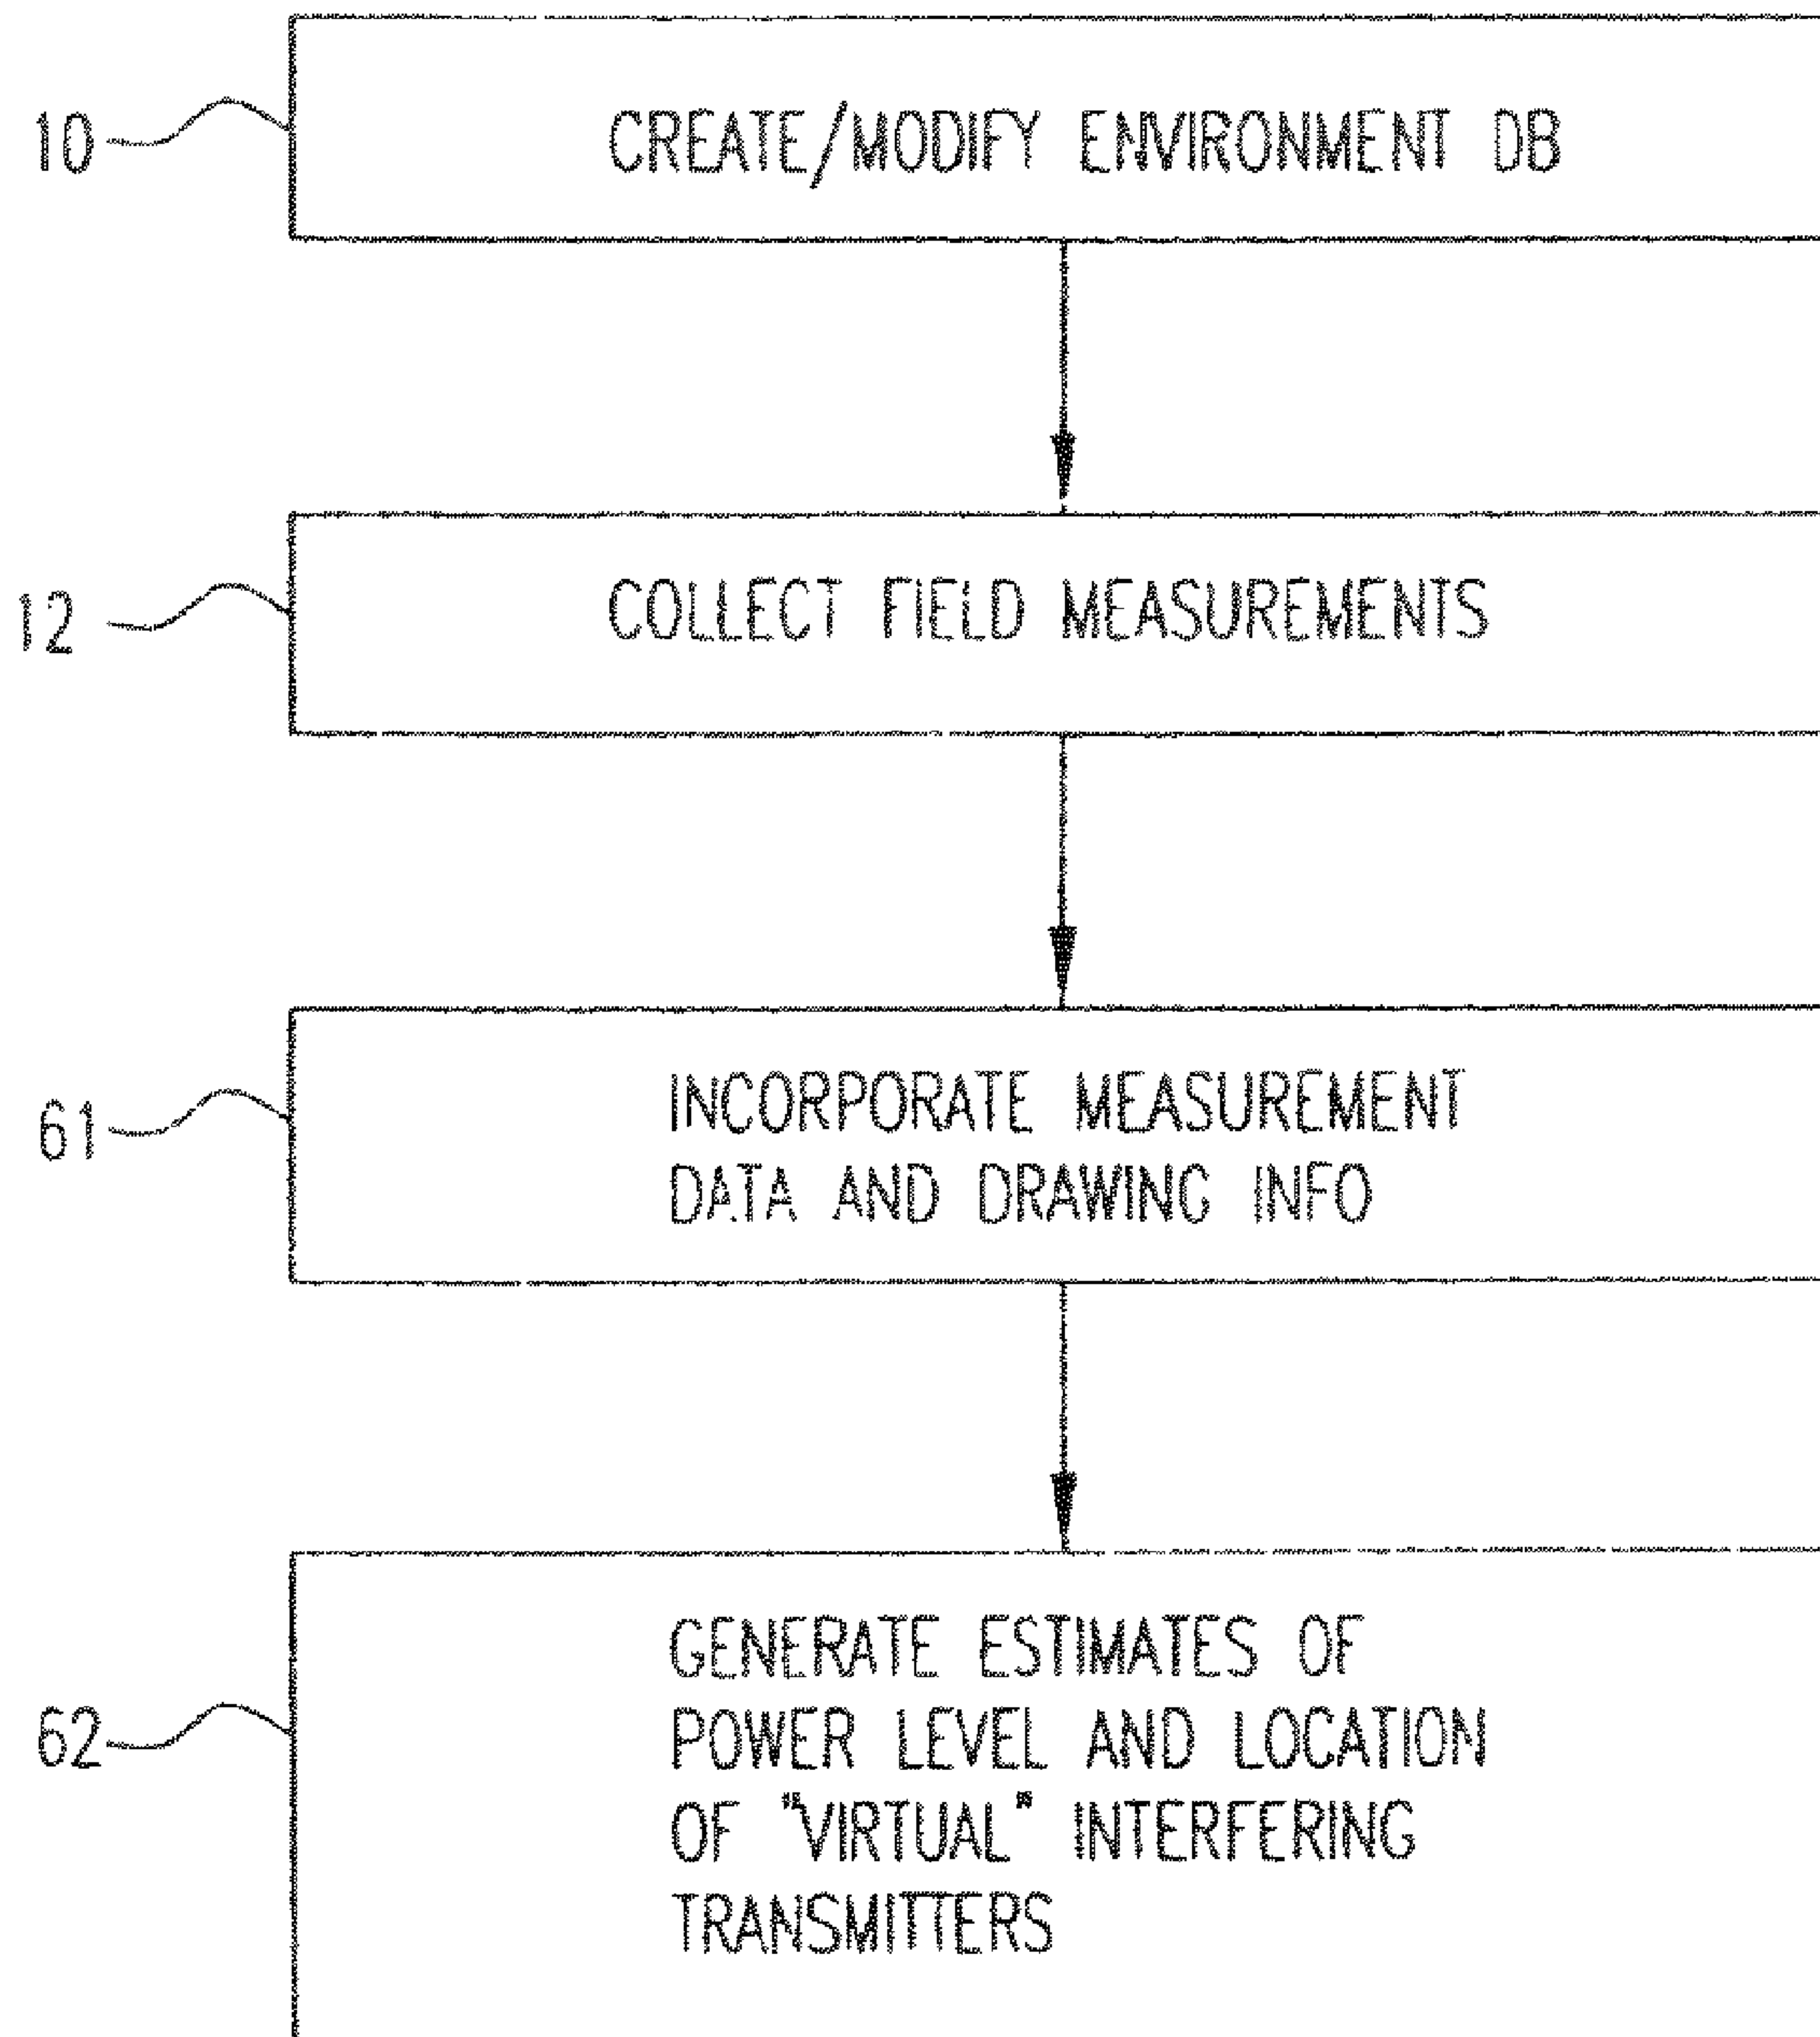 10
CREATE/MODIFY ENVIRONMENT DB
12
COLLECT FIELD MEASUREMENTS
61
INCORPORATE MEASUREMENT
DATA AND DRAWING INFO
62
GENERATE ESTIMATES OF
POWER LEVEL AND LOCATION
OF "VIRTUAL" INTERFERING
TRANSMITTERS